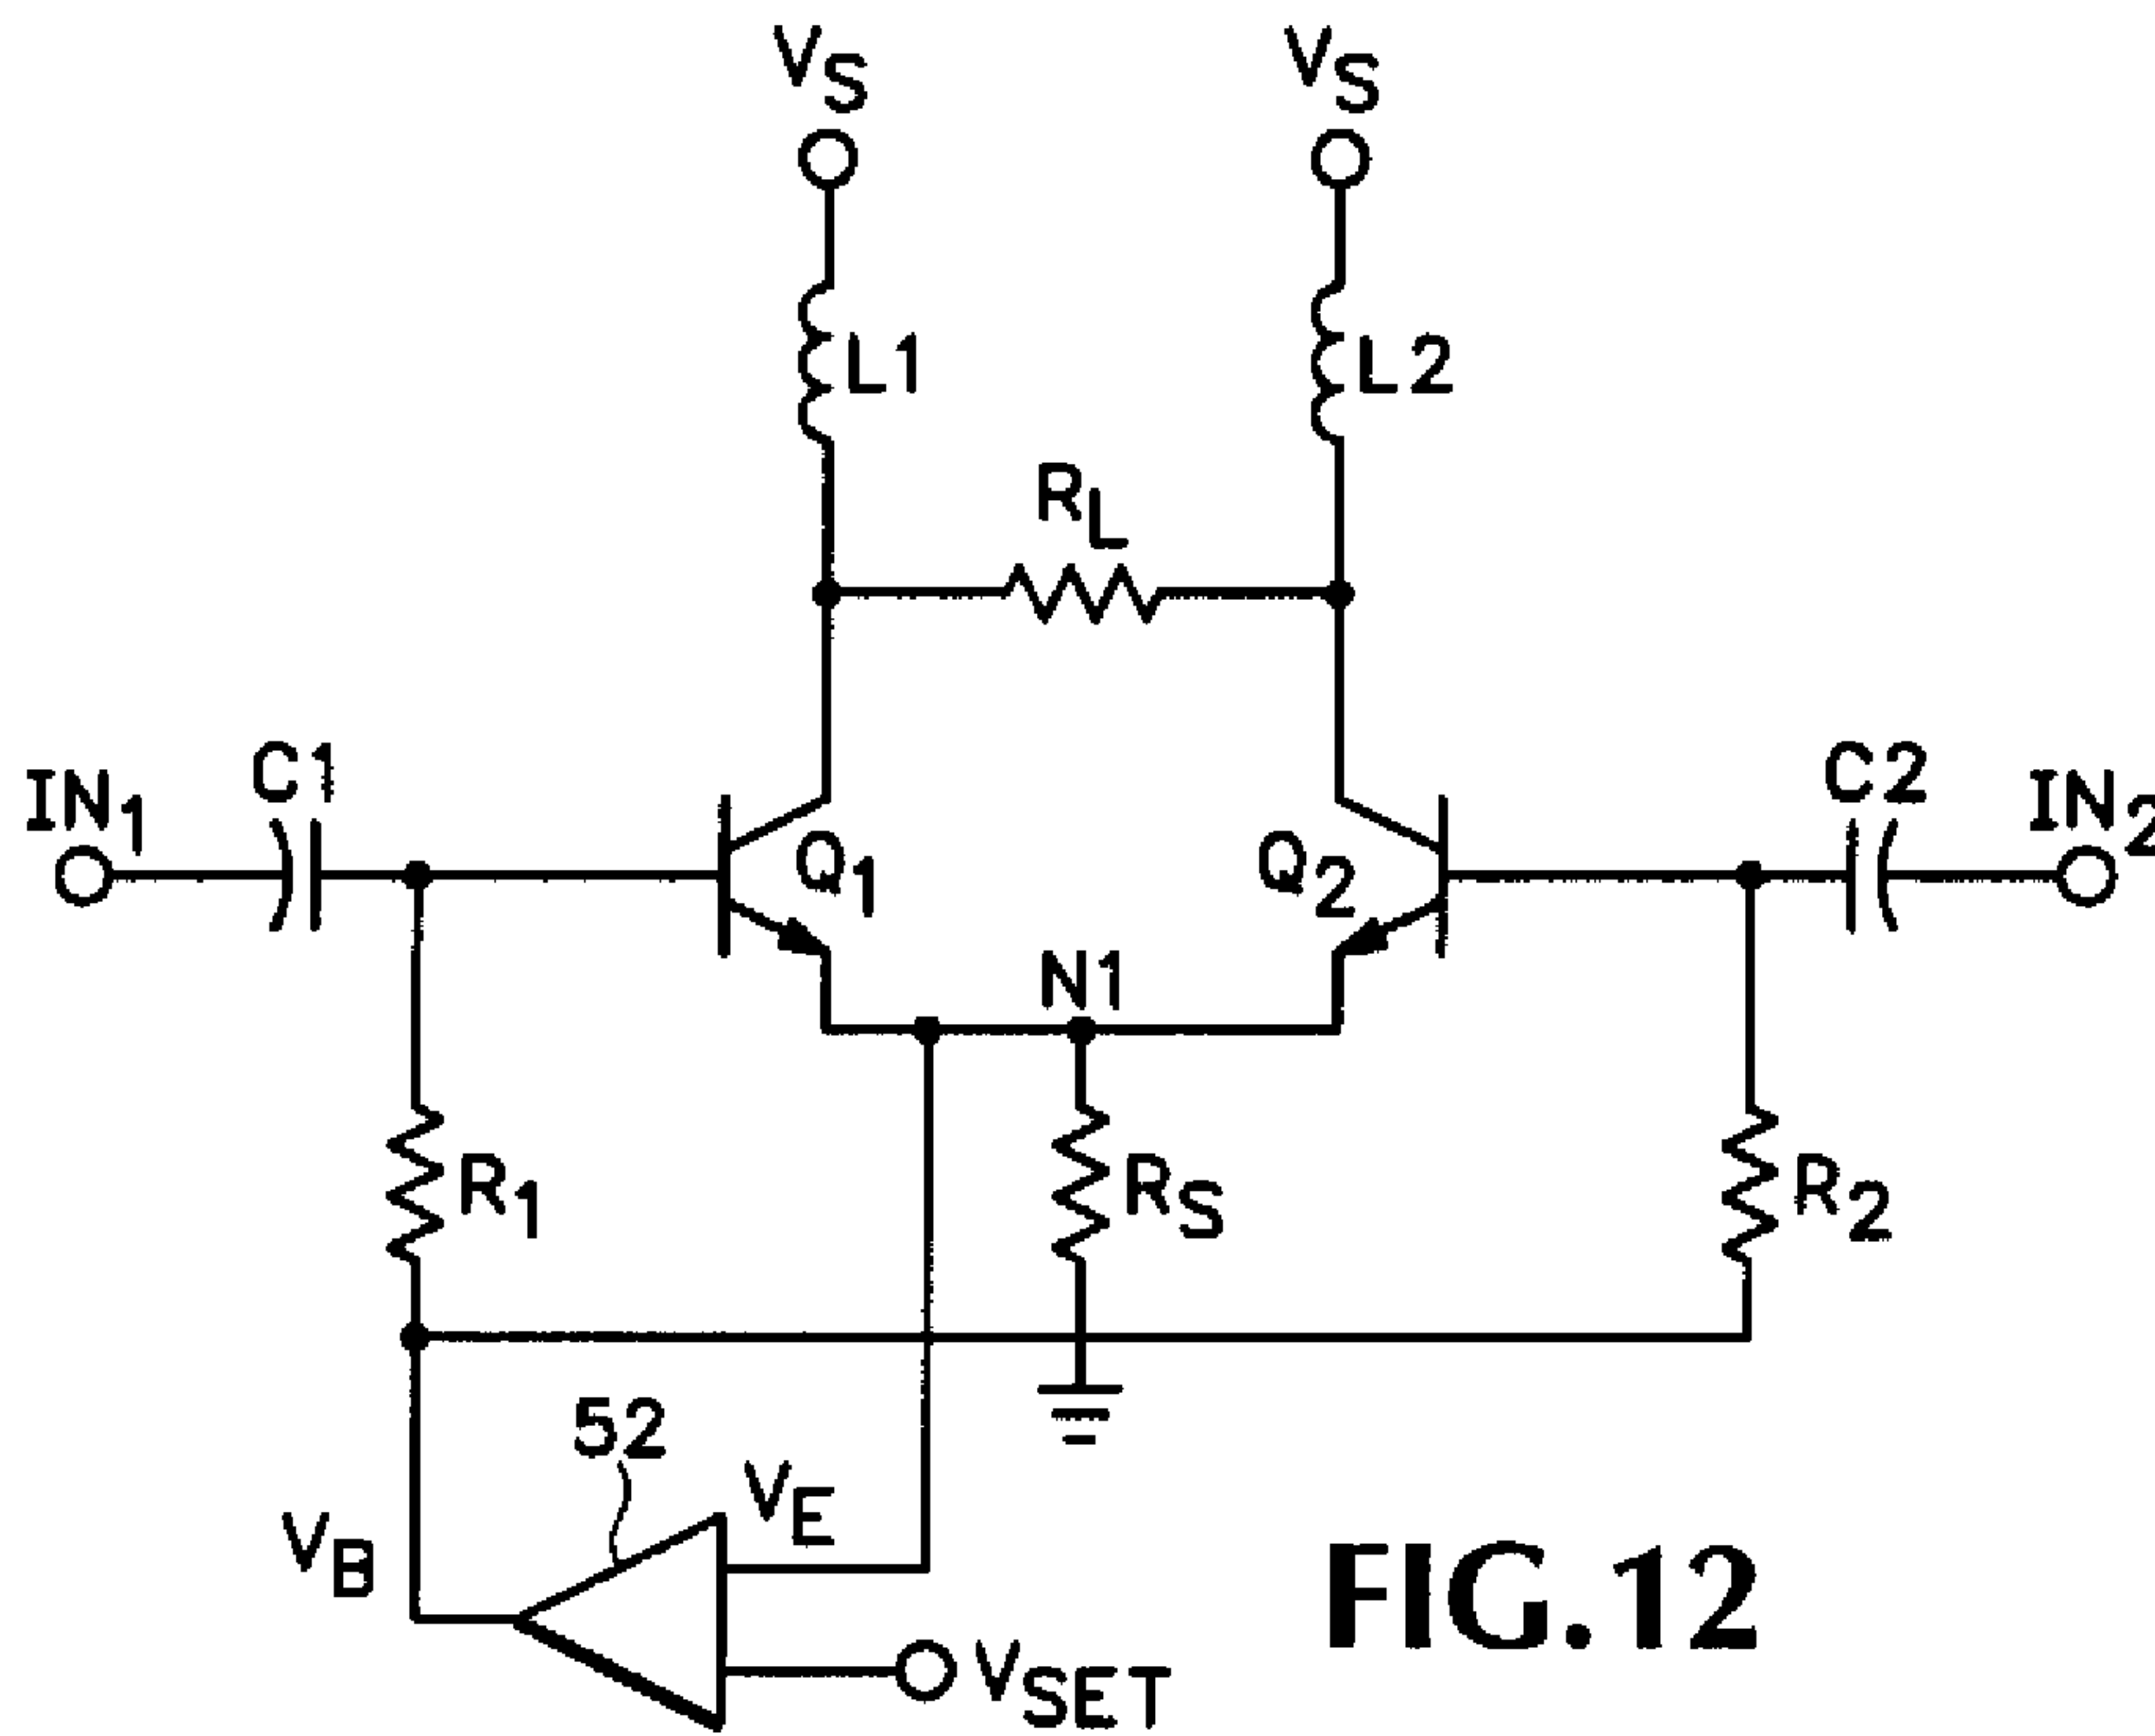 VS VS
L1 L2
RL
C1 C2
IN1 IN2
Q1 Q2
N1
R1 RS R2
52
VE
VB
FIG.12
VSET